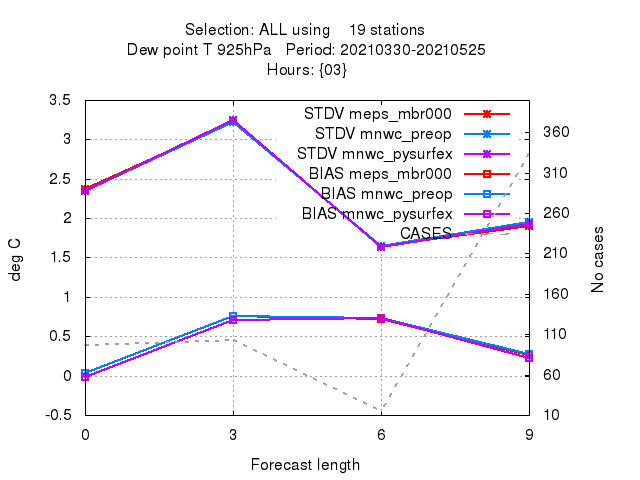 Selection: ALL using    19 stations
Dew point T 925hPa   Period: 20210330-20210525
Hours: {03}
STDV meps_mbr000
STDV mnwc_preop
STDV mnwc_pysurfex
BIAS meps_mbr000
BIAS mnwc_preop
BIAS mnwc_pysurfex
CASES
deg C
3.5
3
2.5
2
1.5
1
0.5
0
-0.5
360
310
260
210
160
110
60
10
No cases
0 3 6 9
Forecast length